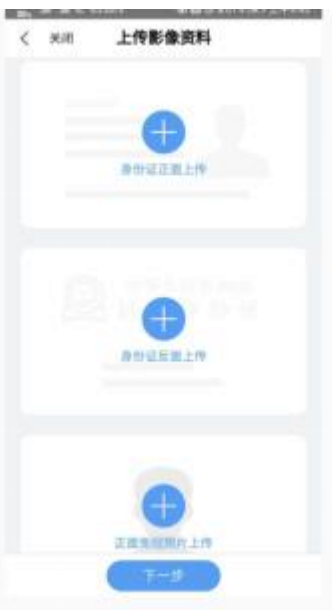 关闭 上传影像资料
身份证正面上传
身份证反面上传
正面免冠照片上传
下一步